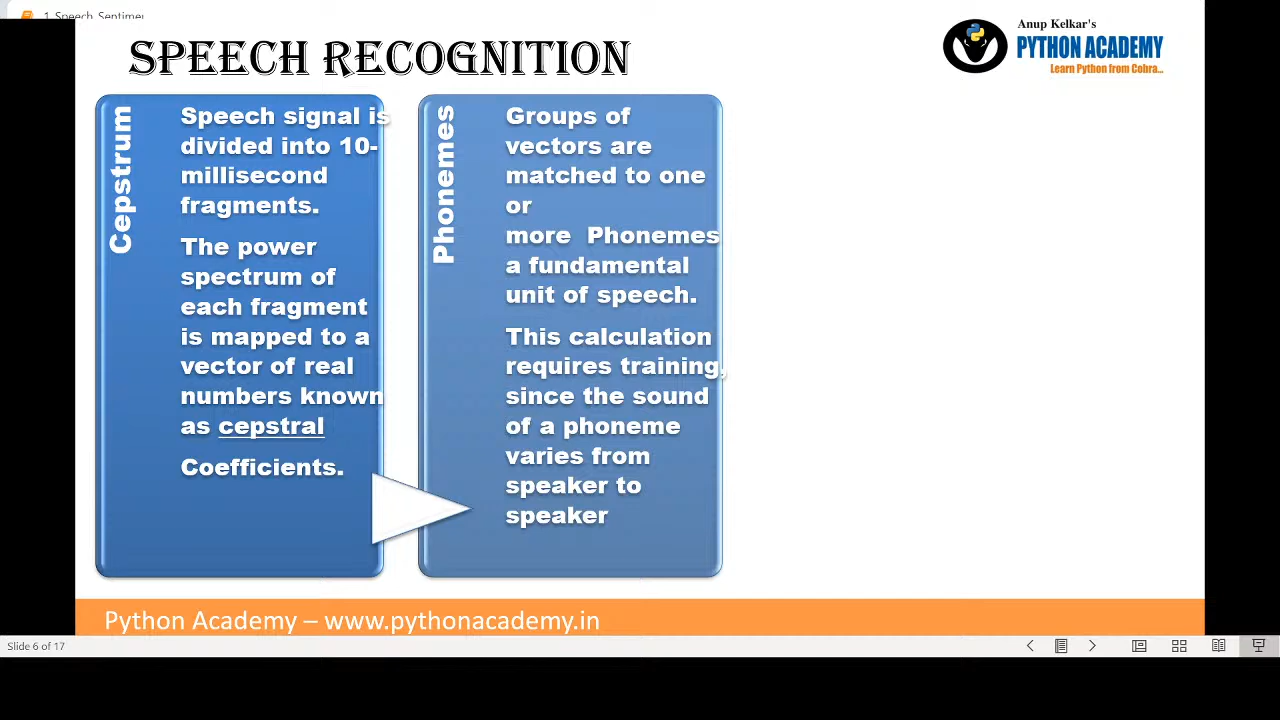 1. Speech_Sentimen
SPEECH RECOGNITION
Anup Kelkar's
PYTHON ACADEMY
Learn Python from Cobra...
Cepstrum
Speech signal is
divided into 10-
millisecond
fragments.
The power
spectrum of
each fragment
is mapped to a
vector of real
numbers known
as cepstral
Coefficients.
Phonemes
Groups of
vectors are
matched to one
or
more Phonemes
a fundamental
unit of speech.
This calculation
requires training,
since the sound
of a phoneme
varies from
speaker to
speaker
Python Academy – www.pythonacademy.in
Slide 6 of 17